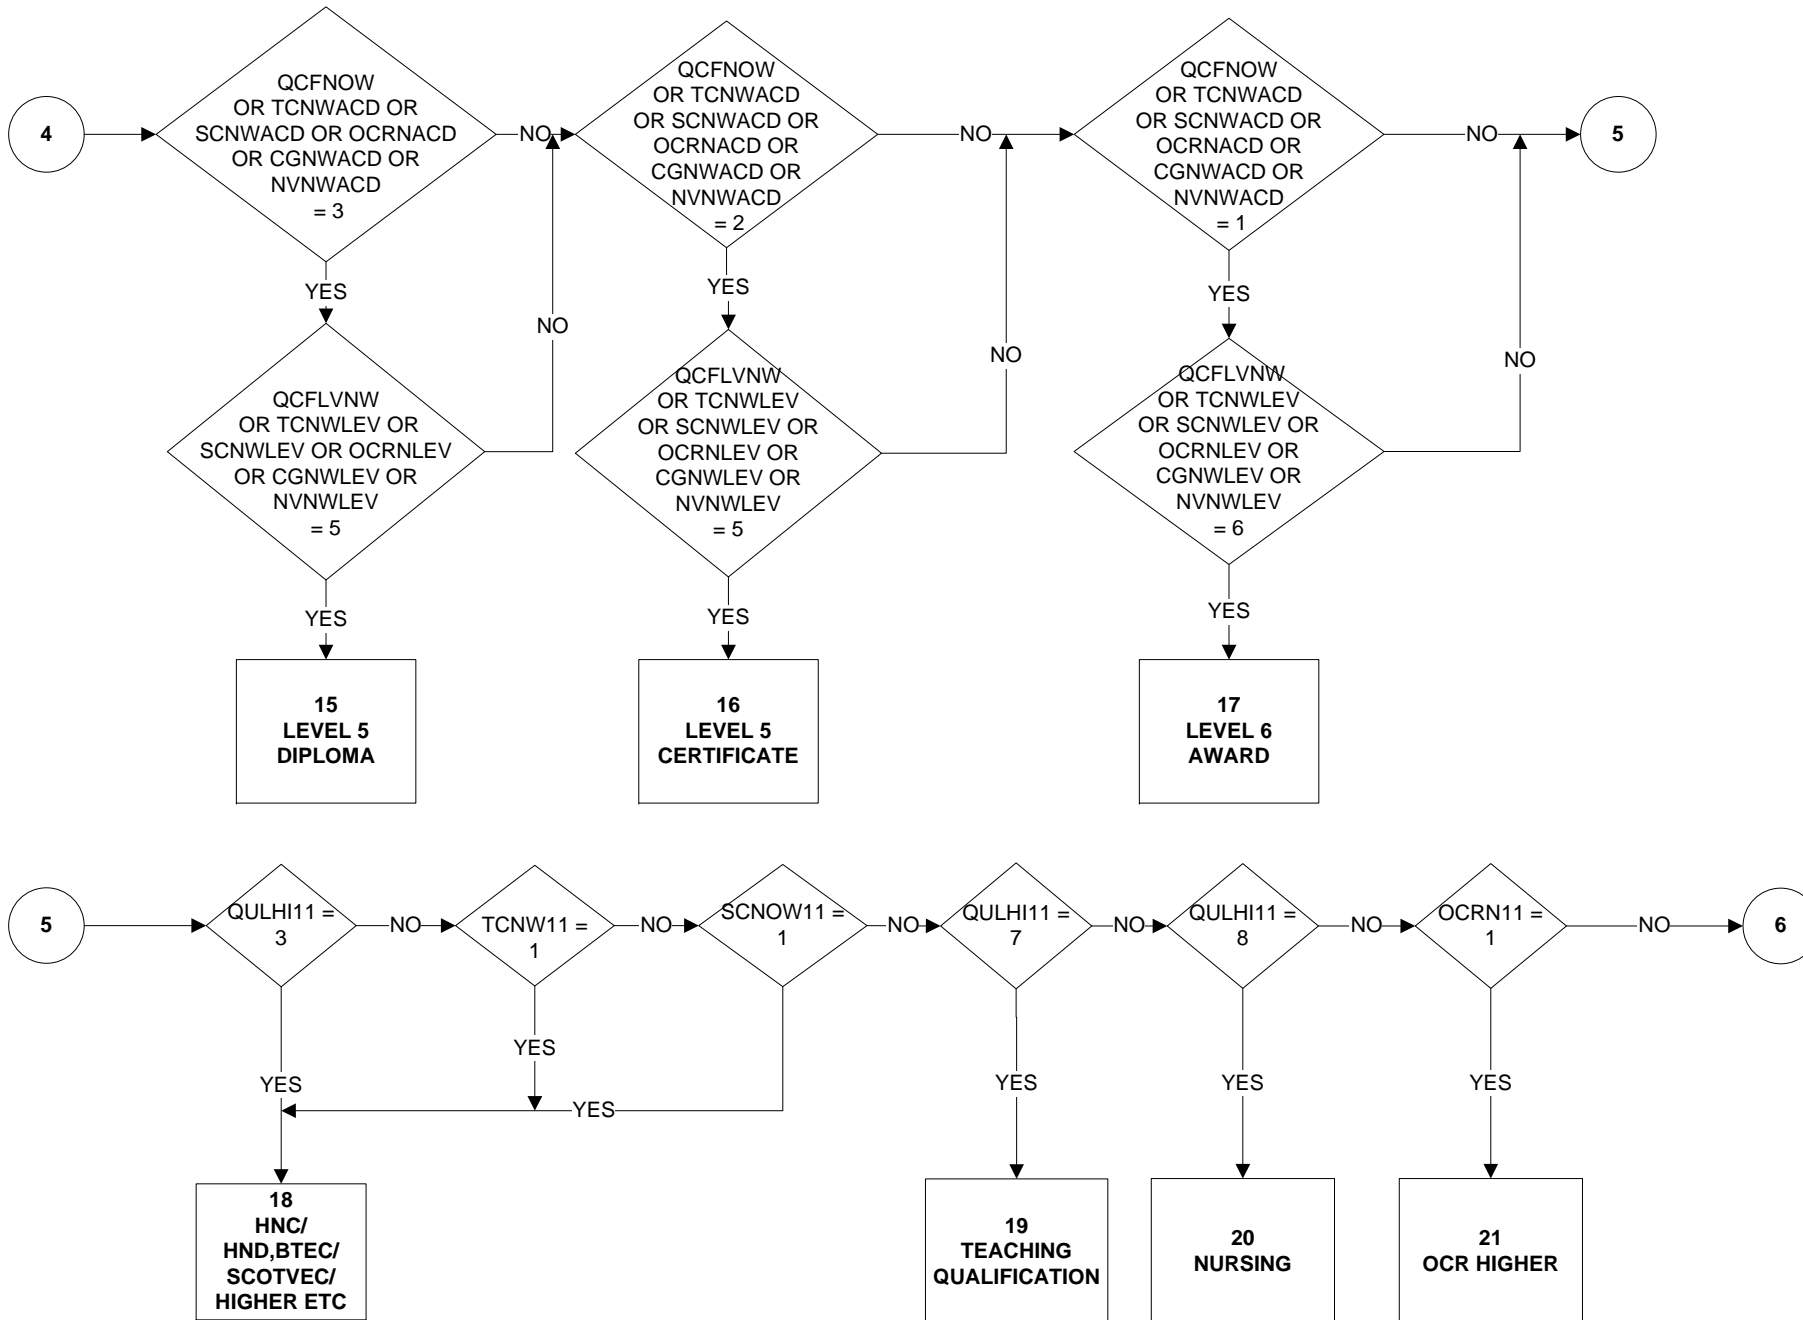 4
QCFNOW
OR TCNWACD OR
SCNWACD OR OCRNACD
OR CGNWACD OR
NVNWACD
= 3
NO
QCFNOW
OR TCNWACD
OR SCNWACD OR
OCRNACD OR
CGNWACD OR
NVNWACD
= 2
NO
QCFNOW
OR TCNWACD
OR SCNWACD OR
OCRNACD OR
CGNWACD OR
NVNWACD
= 1
NO
5
YES
YES
YES
NO
NO
NO
QCFLVNW
OR TCNWLEV OR
SCNWLEV OR OCRNLEV
OR CGNWLEV OR
NVNWLEV
= 5
QCFLVNW
OR TCNWLEV
OR SCNWLEV OR
OCRNLEV OR
CGNWLEV OR
NVNWLEV
= 5
QCFLVNW
OR TCNWLEV
OR SCNWLEV OR
OCRNLEV OR
CGNWLEV OR
NVNWLEV
= 6
YES
YES
YES
15
LEVEL 5
DIPLOMA
16
LEVEL 5
CERTIFICATE
17
LEVEL 6
AWARD
5
QULHI11 =
3
NO
TCNW11 =
1
NO
SCNOW11 =
1
NO
QULHI11 =
7
NO
QULHI11 =
8
NO
OCRN11 =
1
NO
6
YES
YES
YES
YES
YES
YES
18
HNC/
HND,BTEC/
SCOTVEC/
HIGHER ETC
19
TEACHING
QUALIFICATION
20
NURSING
21
OCR HIGHER